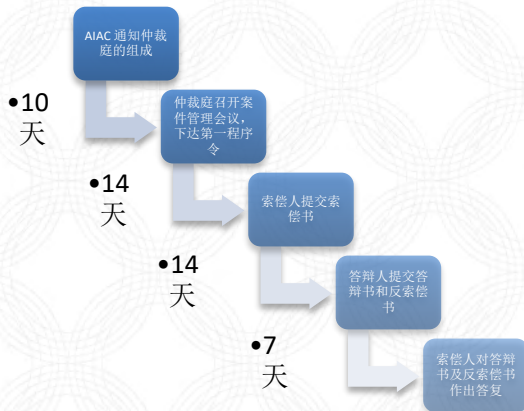 AIAC 通知仲裁
庭的组成
•10
天
仲裁庭召开案
件管理会议，
下达第一程序
令
•14
天
索偿人提交索
偿书
•14
天
答辩人提交答
辩书和反索偿
书
•7
天
索偿人对答辩
书及反索偿书
作出答复